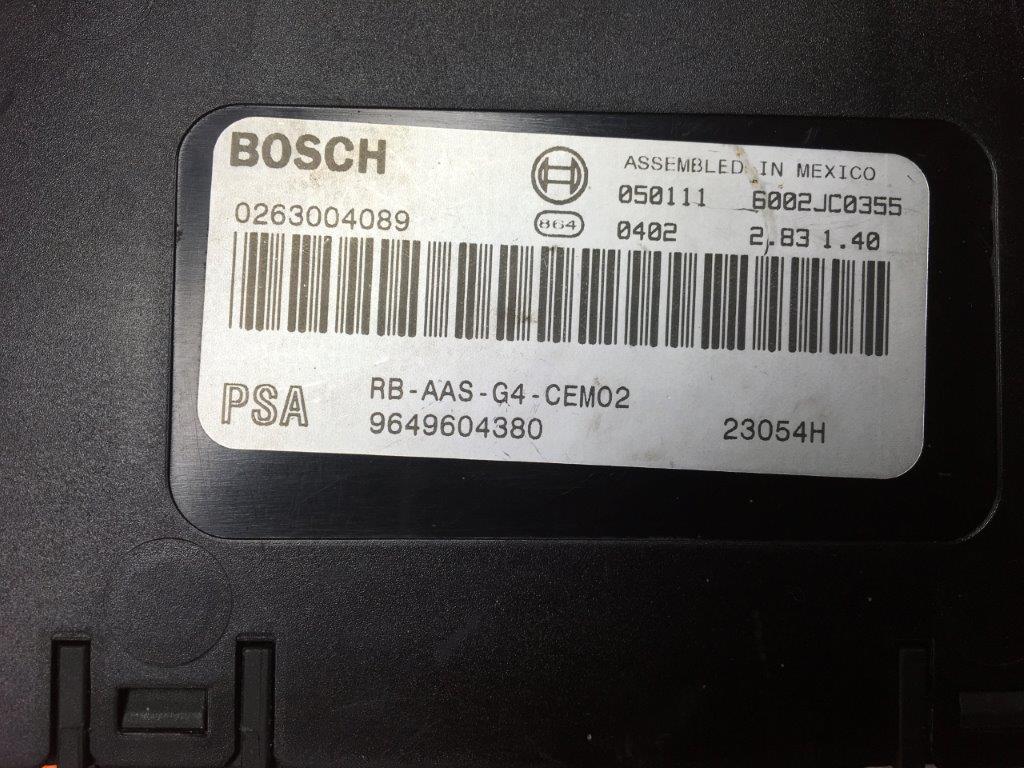 BOSCH
ASSEMBLED IN MEXICO
050111 6002JC0355
0263004089
864
0402 2.83 1.40
PSA
RB-AAS-G4-CEM02
9649604380 23054H